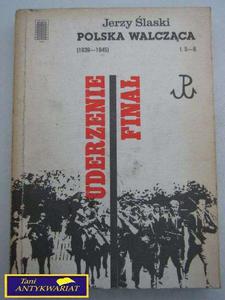 Jerzy Ślaski
POLSKA WALCZĄCA
(1939—1945)
t. 5—6
UDERZENIE
FINAŁ
Tani
ANTYKWARIAT